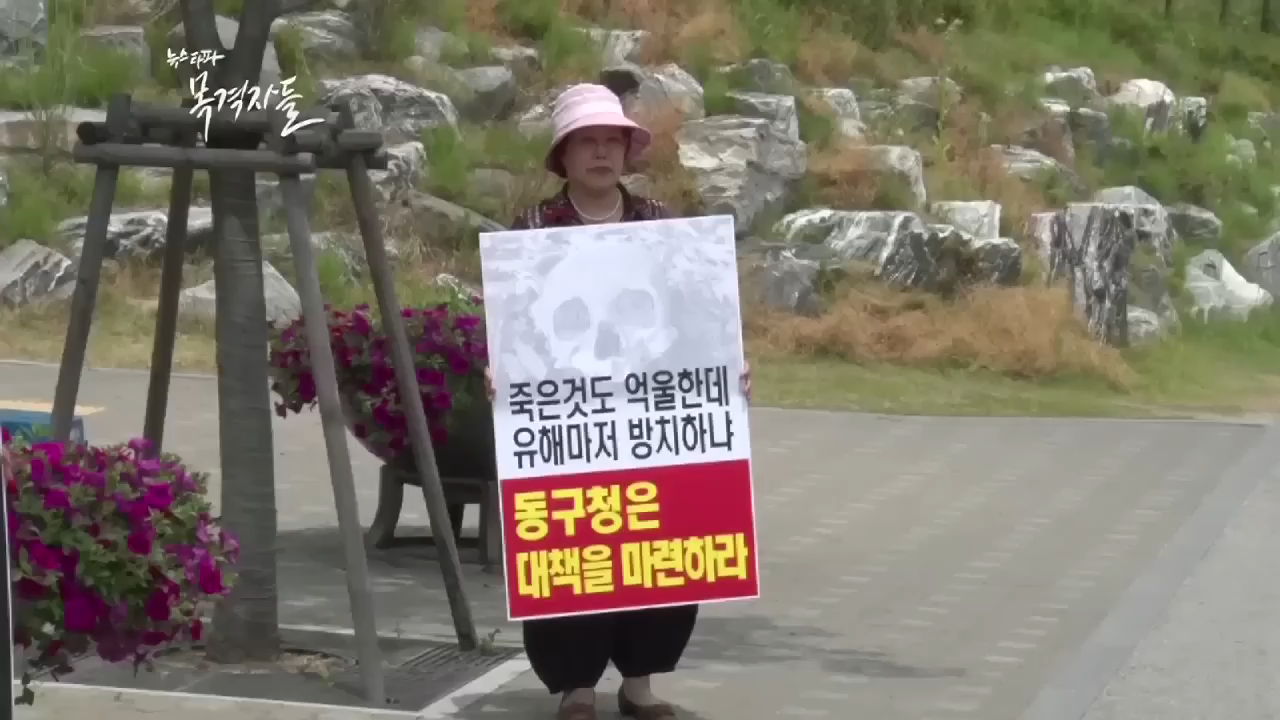 뉴스타파
목격자들
죽은것도 억울한데
유해마저 방치하냐
동구청은
대책을 마련하라